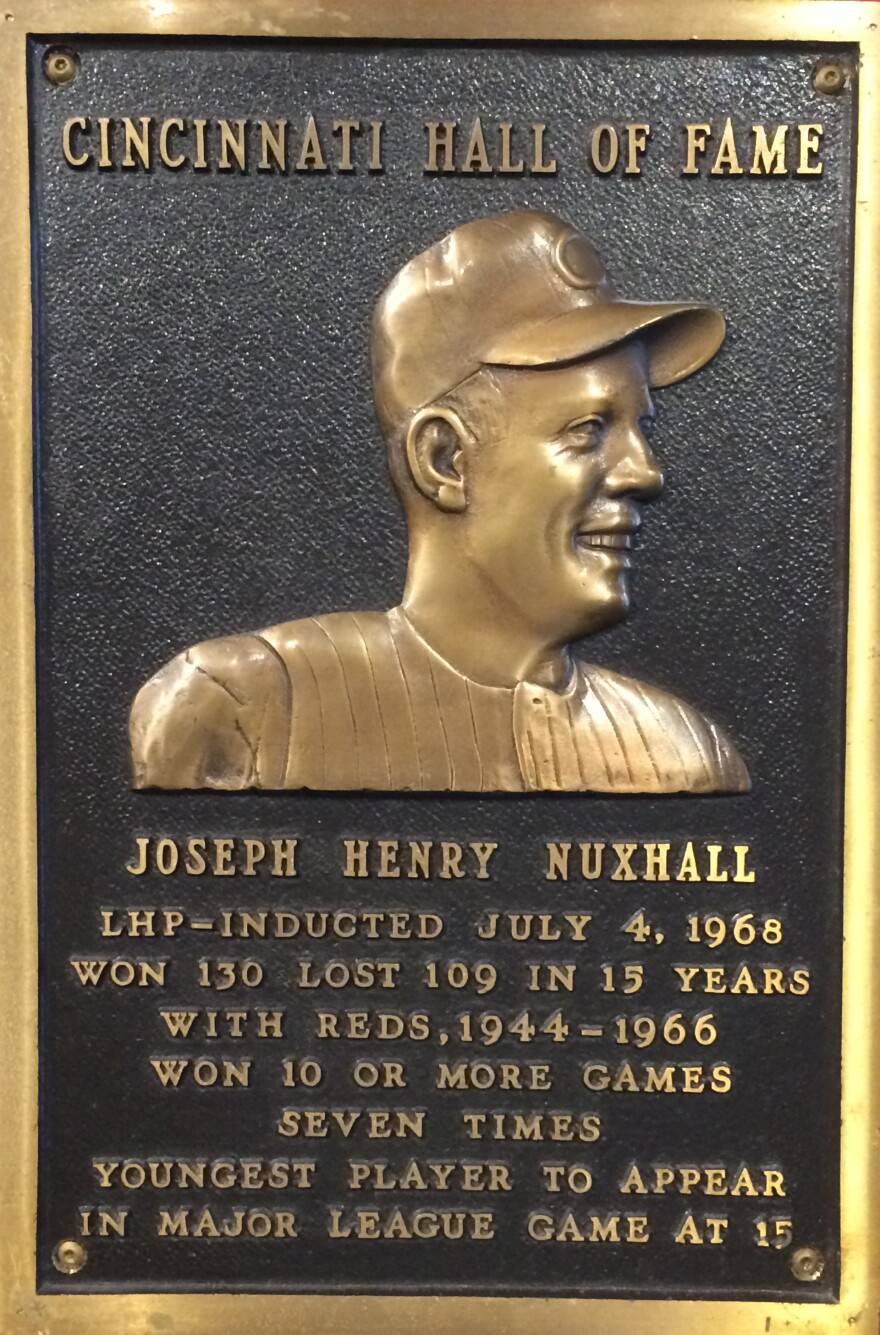 CINCINNATI HALL OF FAME
JOSEPH HENRY NUXHALL
LHP-INDUCTED JULY 4, 1968
WON 130 LOST 109 IN 15 YEARS
WITH REDS, 1944-1966
WON 10 OR MORE GAMES
SEVEN TIMES
YOUNGEST PLAYER TO APPEAR
IN MAJOR LEAGUE GAME AT 15